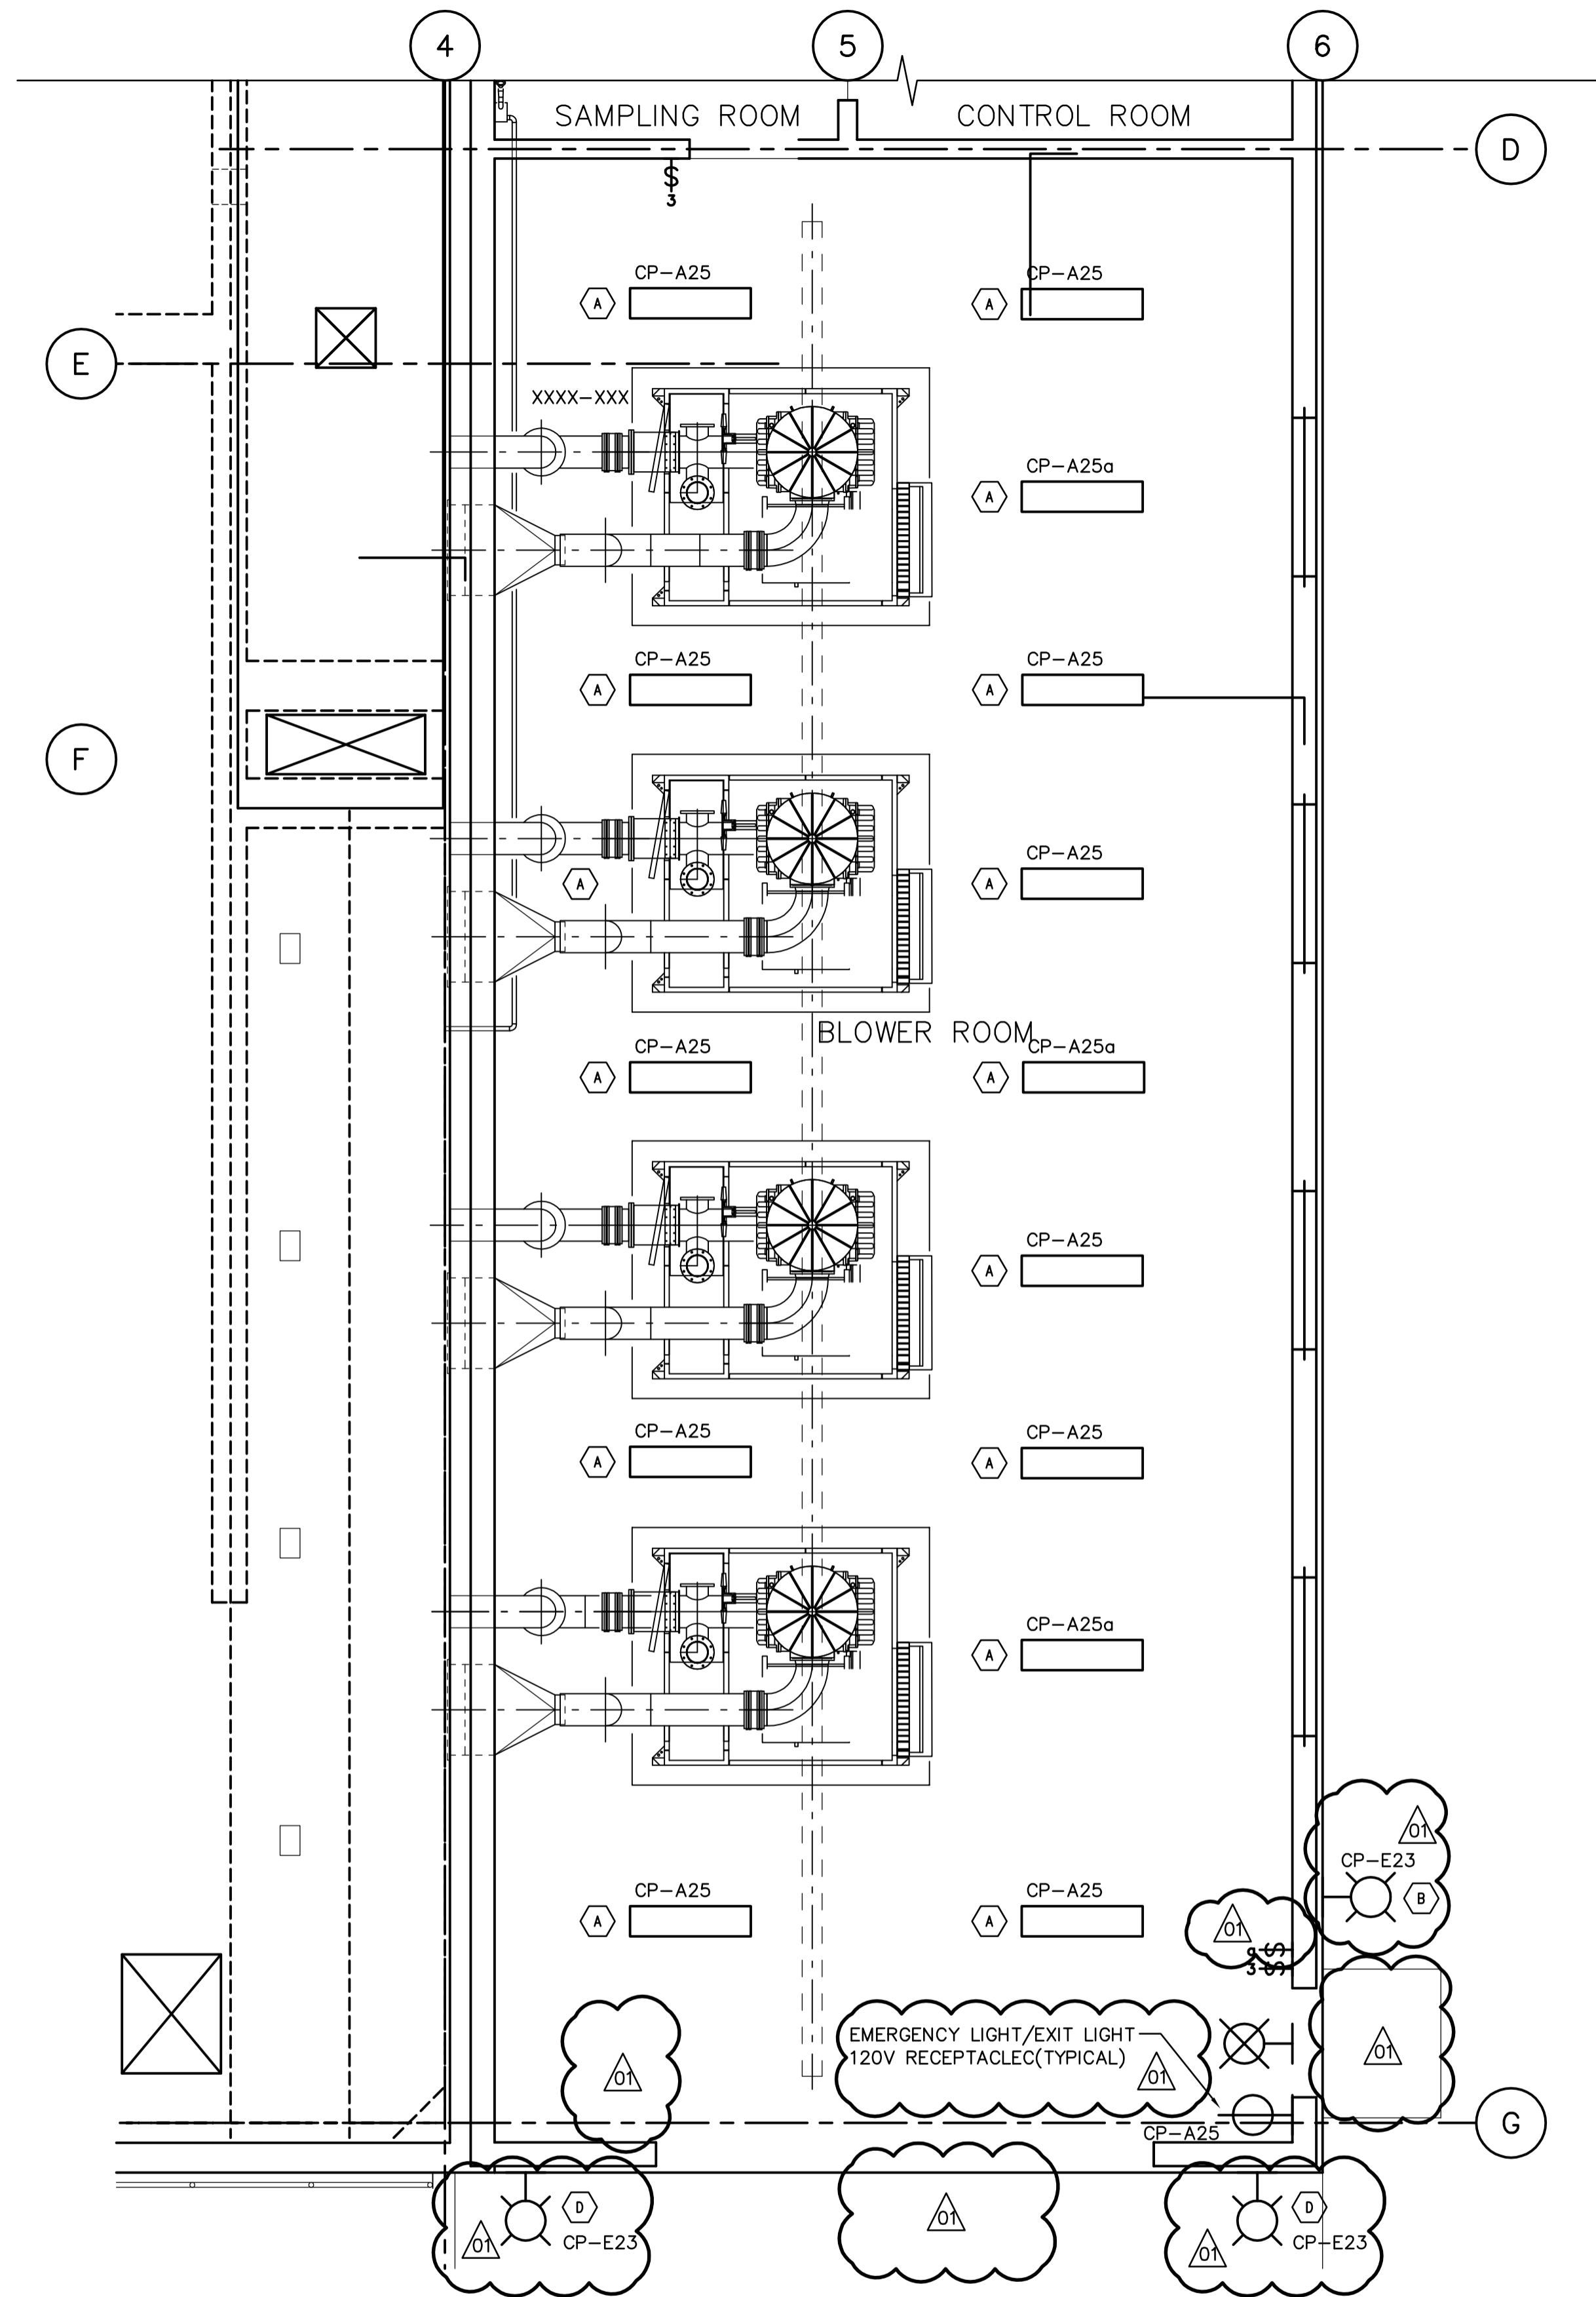 4
5
6
SAMPLING ROOM
CONTROL ROOM
D
$
3
CP-A25
CP-A25
A
A
E
XXXX-XXX
CP-A25a
A
CP-A25
CP-A25
A
A
F
CP-A25
A
A
BLOWER ROOM
CP-A25
CP-A25a
A
A
CP-A25
A
CP-A25
CP-A25
A
A
CP-A25a
A
01
CP-E23
B
CP-A25
CP-A25
A
A
01
a $
3 $
EMERGENCY LIGHT/EXIT LIGHT
120V RECEPTACLEC(TYPICAL)
01
01
01
G
CP-A25
D
CP-E23
01
01
D
CP-E23
01